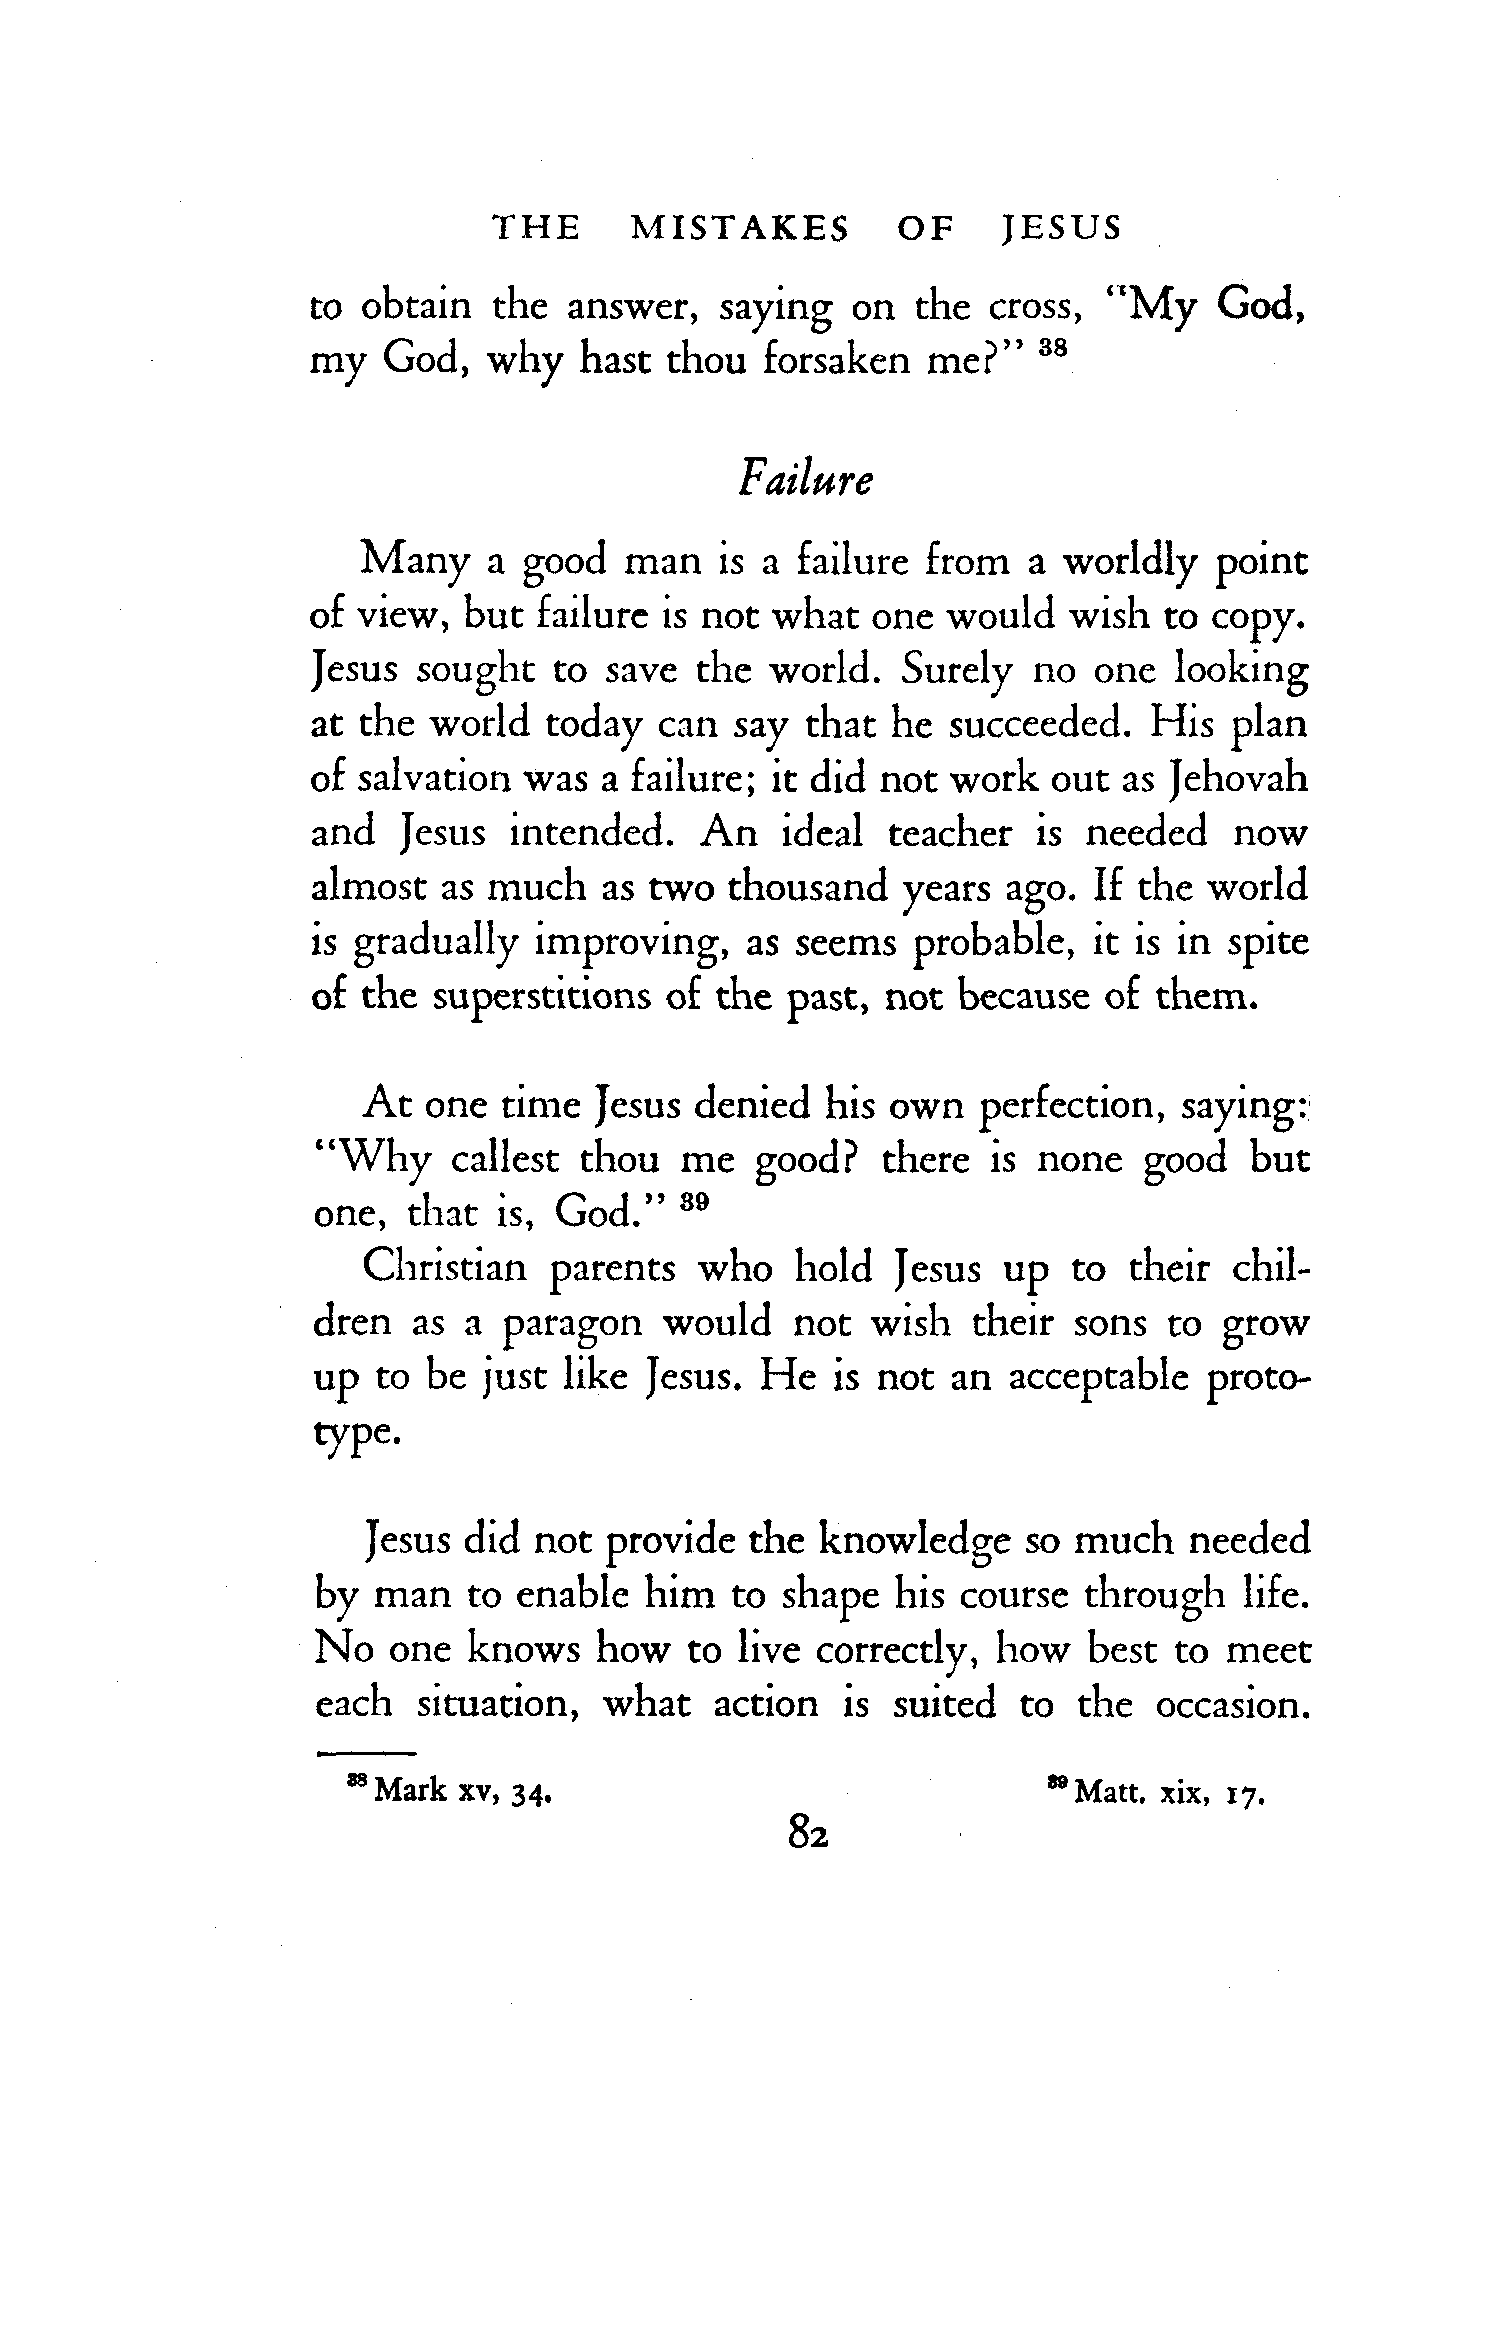 THE MISTAKES OF JESUS
to obtain the answer, saying on the cross, "My God,
my God, why hast thou forsaken me?" 38
Failure
Many a good man is a failure from a worldly point
of view, but failure is not what one would wish to copy.
Jesus sought to save the world. Surely no one looking
at the world today can say that he succeeded. His plan
of salvation was a failure; it did not work out as Jehovah
and Jesus intended. An ideal teacher is needed now
almost as much as two thousand years ago. If the world
is gradually improving, as seems probable, it is in spite
of the superstitions of the past, not because of them.
At one time Jesus denied his own perfection, saying:
"Why callest thou me good? there is none good but
one, that is, God." 39
Christian parents who hold Jesus up to their chil-
dren as a paragon would not wish their sons to grow
up to be just like Jesus. He is not an acceptable proto-
type.
Jesus did not provide the knowledge so much needed
by man to enable him to shape his course through life.
No one knows how to live correctly, how best to meet
each situation, what action is suited to the occasion.
38 Mark xv, 34. 39 Matt. xix, 17.
82